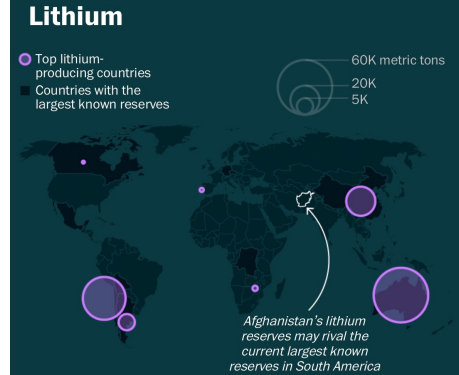 Lithium
Top lithium-
producing countries
Countries with the
largest known reserves
60K metric tons
20K
5K
Afghanistan's lithium
reserves may rival the
current largest known
reserves in South America